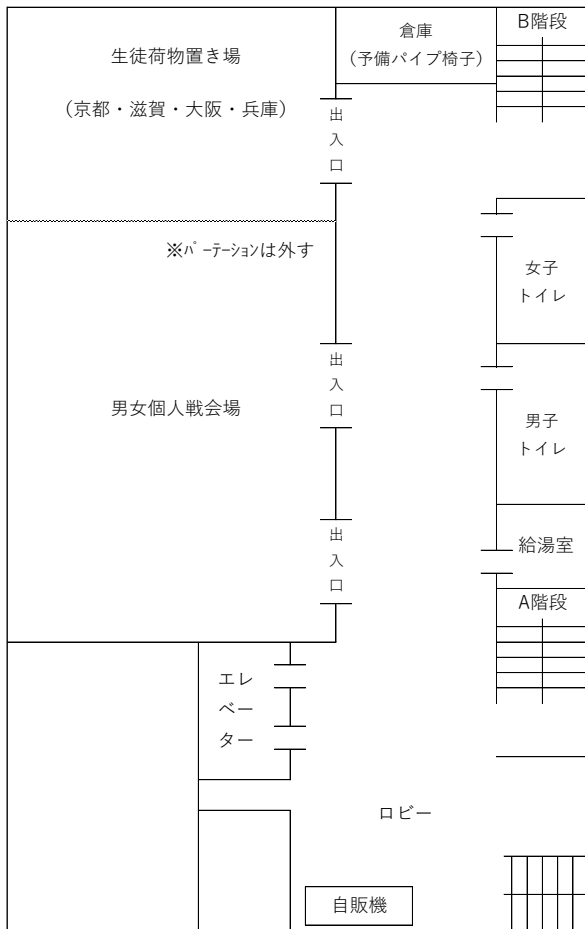 生徒荷物置き場
（京都・滋賀・大阪・兵庫）
倉庫
（予備パイプ椅子）
B階段
出入口
※ﾊﾟｰﾃｰｼｮﾝは外す
女子
トイレ
出入口
男女個人戦会場
男子
トイレ
出入口
給湯室
A階段
エレ
ベー
ター
ロビー
自販機